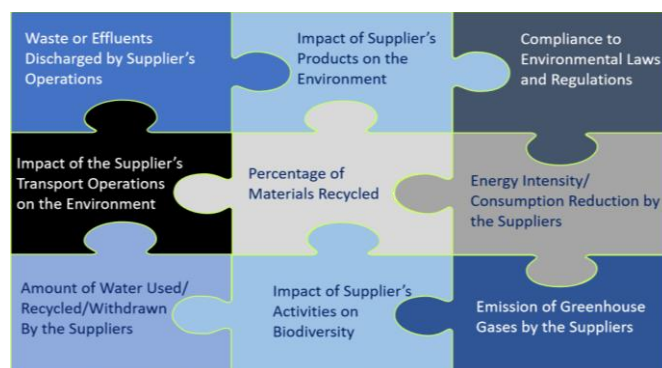 Waste or Effluents
Discharged by Supplier's
Operations
Impact of Supplier's
Products on the
Environment
Compliance to
Environmental Laws
and Regulations
Impact of the Supplier's
Transport Operations
on the Environment
Percentage of
Materials Recycled
Energy Intensity/
Consumption Reduction by
the Suppliers
Amount of Water Used/
Recycled/Withdrawn
By the Suppliers
Impact of Supplier's
Activities on
Biodiversity
Emission of Greenhouse
Gases by the Suppliers